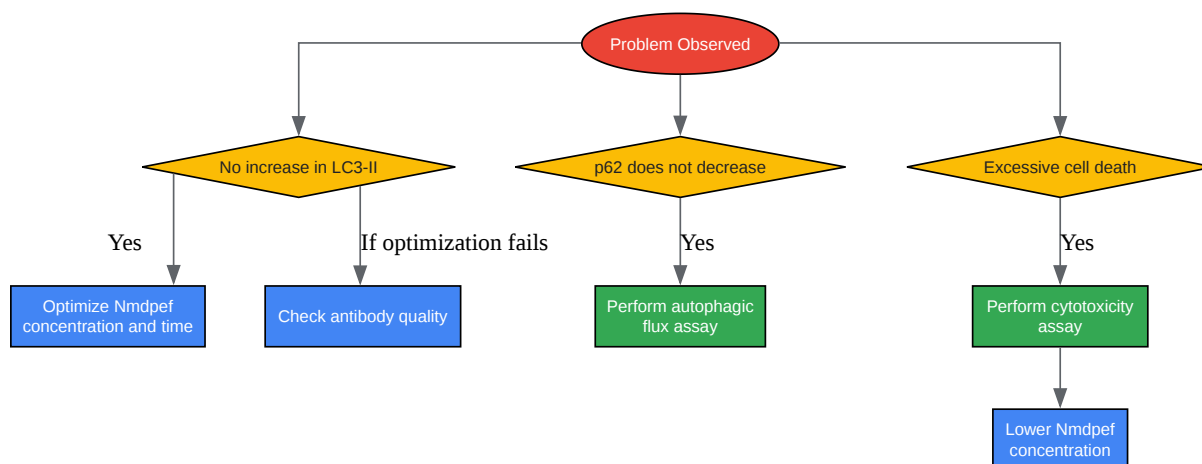 Problem Observed
No increase in LC3-II
p62 does not decrease
Excessive cell death
Yes
If optimization fails
Yes
Yes
Optimize Nmdpef
concentration and time
Check antibody quality
Perform autophagic
flux assay
Perform cytotoxicity
assay
Lower Nmdpef
concentration